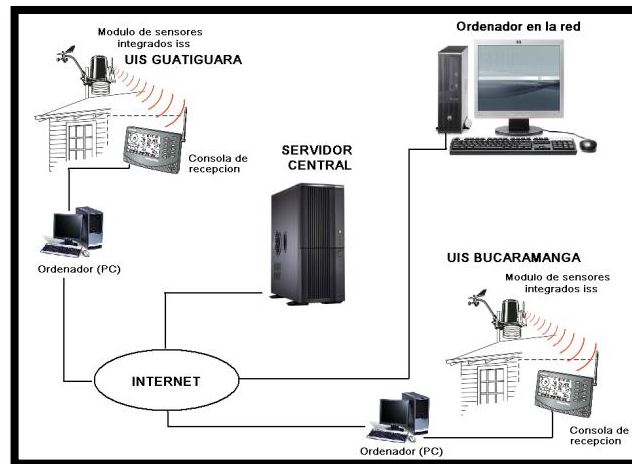 Modulo de sensores
integrados iss
UIS GUATIGUARA
Consola de
recepcion
Ordenador (PC)
Ordenador en la red
SERVIDOR
CENTRAL
UIS BUCARAMANGA
Modulo de sensores
integrados iss
Consola de
recepcion
INTERNET
Ordenador (PC)